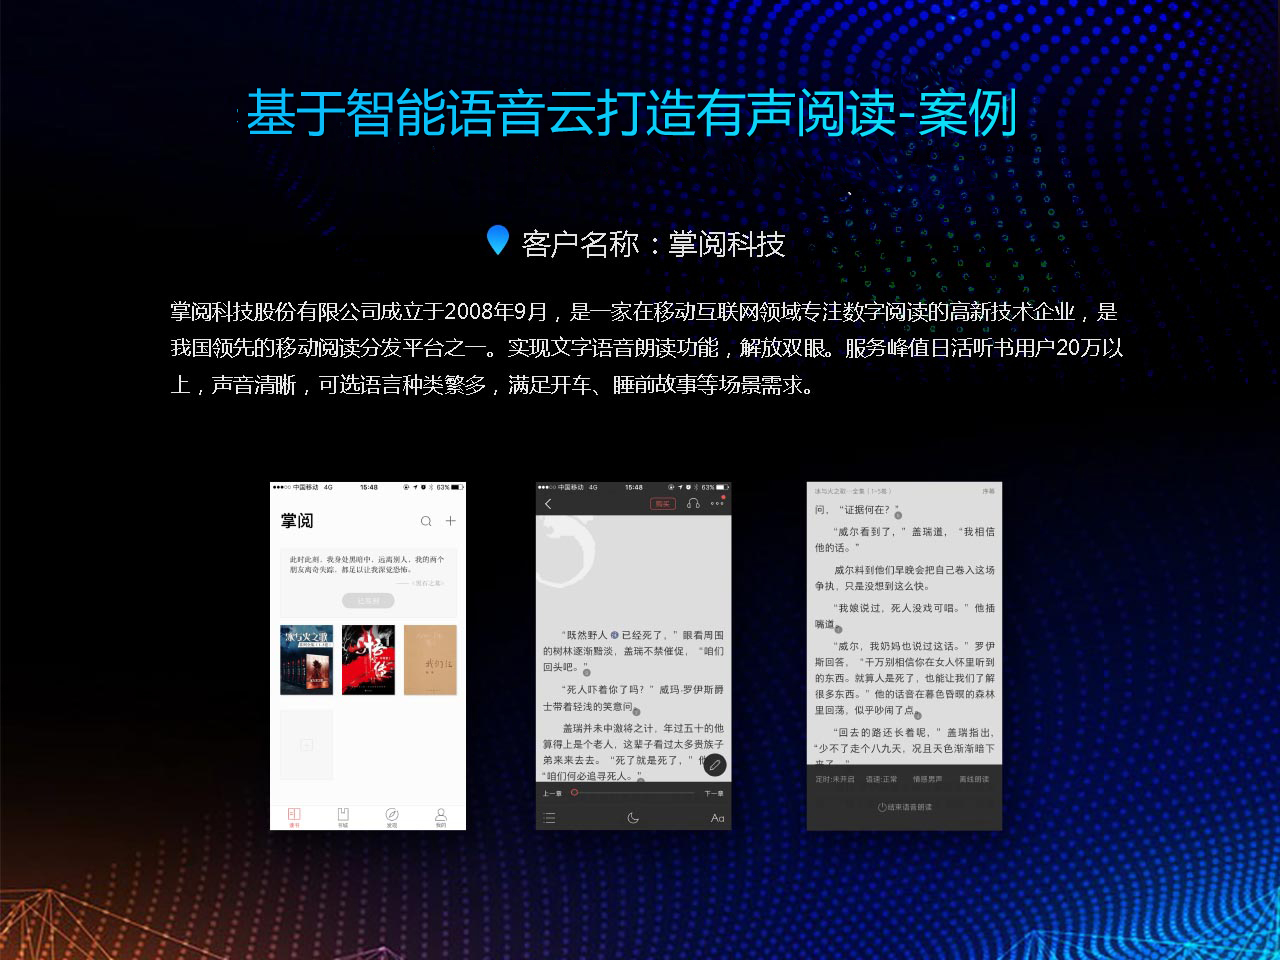 基于智能语音云打造有声阅读-案例
客户名称：掌阅科技
掌阅科技股份有限公司成立于2008年9月，是一家在移动互联网领域专注数字阅读的高新技术企业，是
我国领先的移动阅读分发平台之一。实现文字语音朗读功能，解放双眼。服务峰值日活听书用户20万以
上，声音清晰，可选语言种类繁多，满足开车、睡前故事等场景需求。
中国移动 4G 15:48 63%
掌阅
此时此刻，我身处黑暗中，远离别人，我的两个
朋友离奇失踪，都足以让我深觉恐怖。
冰与火之歌
悟空传
我们仨
书城
发现
我的
中国移动 4G 15:48 63%
购买
“既然野人已经死了，”眼看周围
的树林逐渐黯淡，盖瑞不禁催促，“咱们
回头吧。”
“死人吓着你了吗？”威玛·罗伊斯爵
士带着轻浅的笑意问。
盖瑞并未中激将之计，年过五十的他
算得上是个老人，这辈子看过太多贵族子
弟来来去去。“死了就是死了，”他
“咱们何必追寻死人。”
上一章 下一章
Aa
冰与火之歌·全集（1-5卷） 序幕
问，“证据何在？”
“威尔看到了，”盖瑞道，“我相信
他的话。”
威尔料到他们早晚会把自己卷入这场
争执，只是没想到这么快。
“我娘说过，死人没戏可唱。”他插
嘴道。
“威尔，我奶妈也说过这话。”罗伊
斯回答，“千万别相信你在女人怀里听到
的东西。就算人是死了，也能让我们了解
很多东西。”他的话音在暮色昏暝的森林
里回荡，似乎吵闹了点。
“回去的路还长着呢，”盖瑞指出，
“少不了走个八九天，况且天色渐渐暗下
来了。”
定时:未开启 语速:正常 情感男声 离线朗读
结束语音朗读